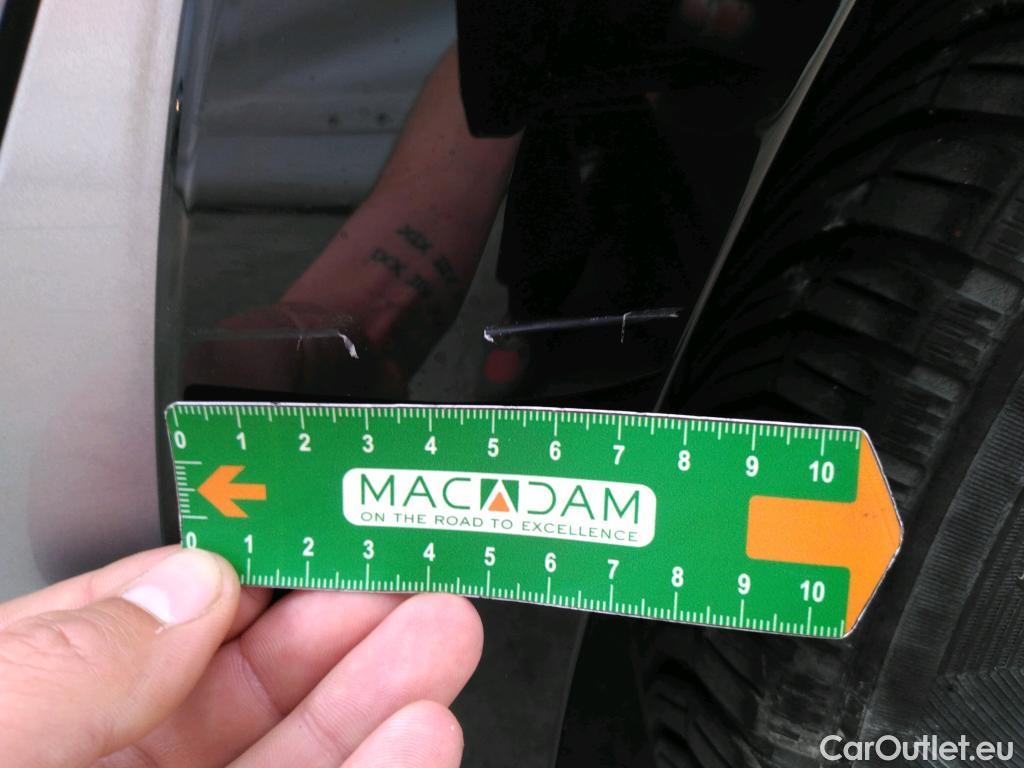 0 1 2 3 4 5 6 7 8 9 10
MACADAM
ON THE ROAD TO EXCELLENCE
0 1 2 3 4 5 6 7 8 9 10
CarOutlet.eu